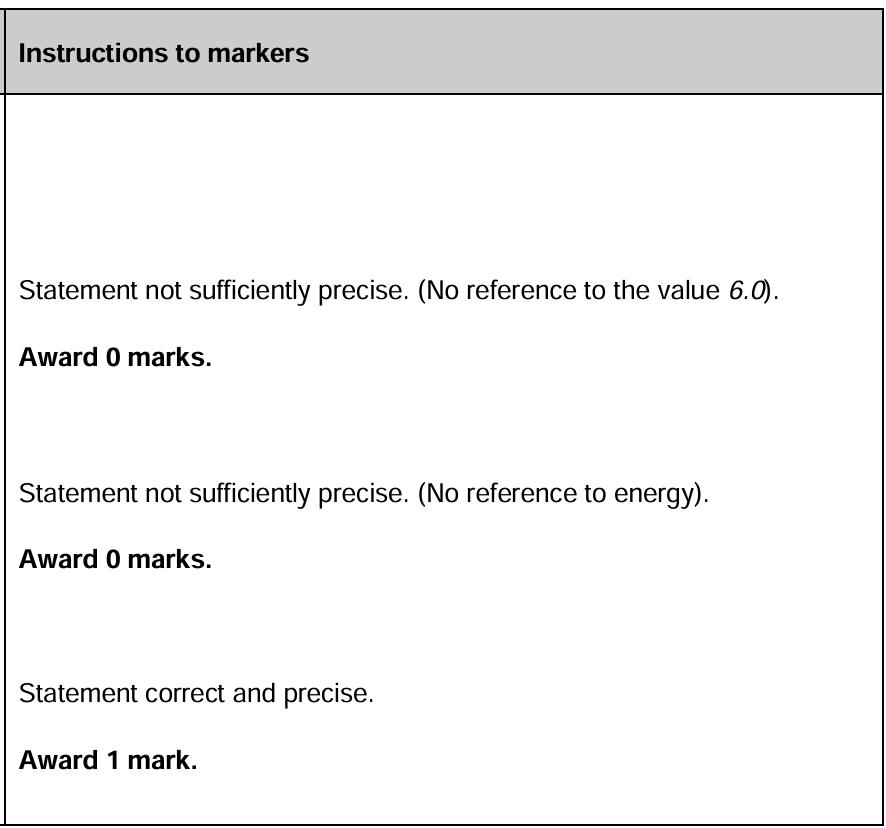 Instructions to markers
Statement not sufficiently precise. (No reference to the value 6.0).
Award 0 marks.
Statement not sufficiently precise. (No reference to energy).
Award 0 marks.
Statement correct and precise.
Award 1 mark.